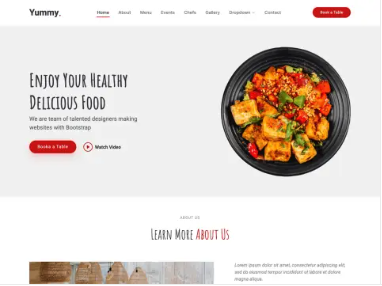 Yummy.
Home About Menu Events Chefs Gallery Dropdown Contact
Book a Table
Enjoy Your Healthy
Delicious Food
We are team of talented designers making
websites with Bootstrap
Book a Table
Watch Video
ABOUT US
Learn More About Us
Lorem ipsum dolor sit amet, consectetur adipiscing elit,
sed do eiusmod tempor incididunt ut labore et dolore
magna aliqua.